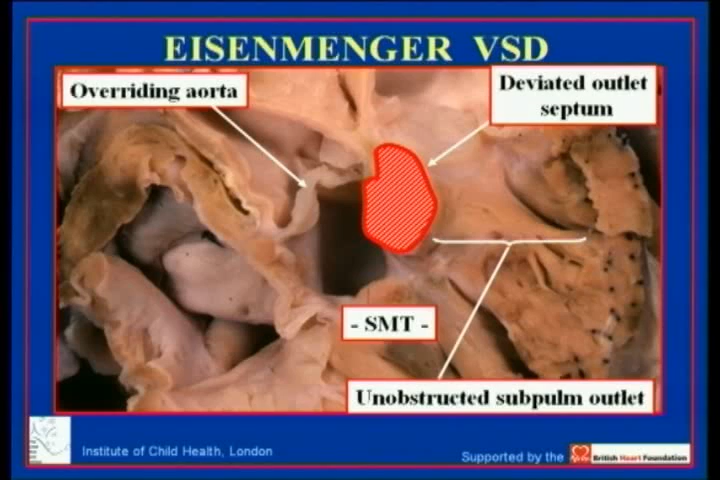 EISENMENGER VSD
Overriding aorta
Deviated outlet
septum
- SMT -
Unobstructed subpulm outlet
Institute of Child Health, London
Supported by the
British Heart Foundation